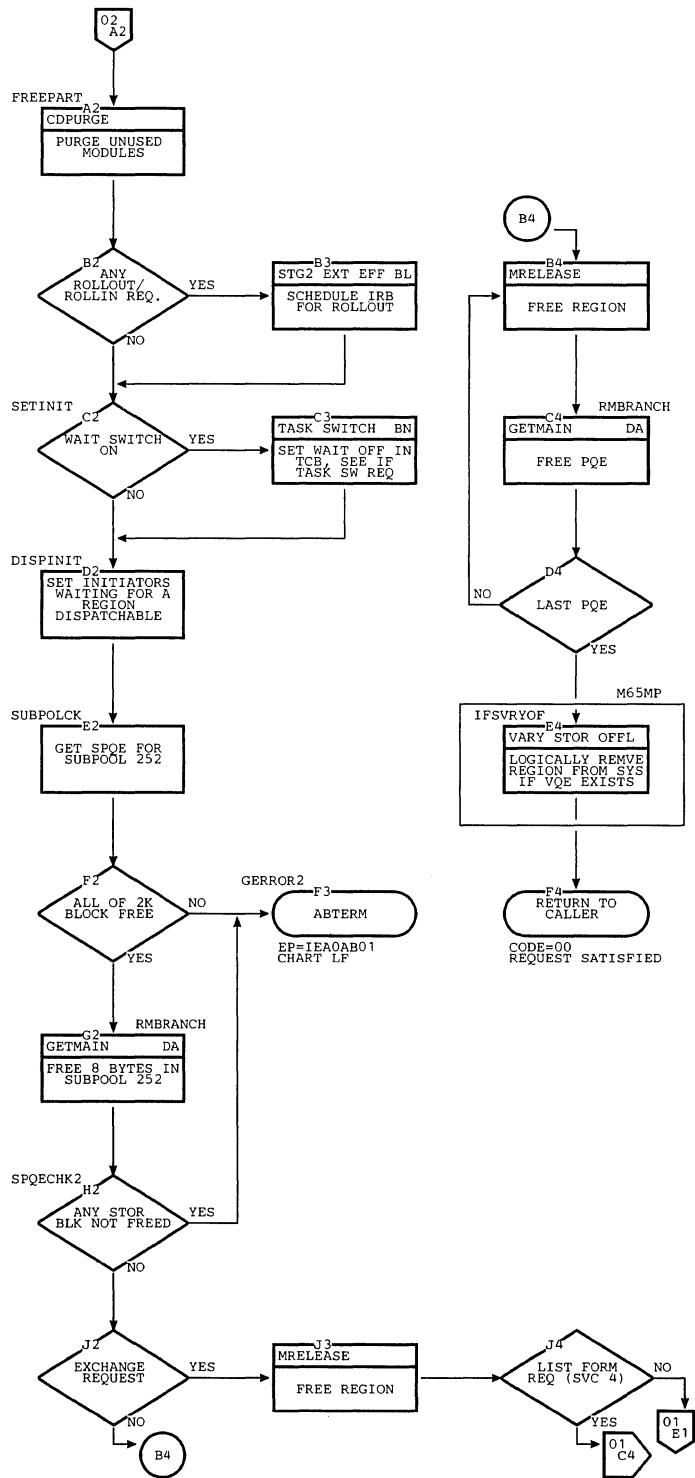 02
A2
FREEPART
A2
CDPURGE
PURGE UNUSED
MODULES
B2
ANY
ROLLOUT/
ROLLIN REQ.
YES
NO
B3
STG2 EXT EFF BL
SCHEDULE IRB
FOR ROLLOUT
SETINIT
C2
WAIT SWITCH
ON
YES
NO
C3
TASK SWITCH BN
SET WAIT OFF IN
TCB, SEE IF
TASK SW REQ
DISPINIT
D2
SET INITIATORS
WAITING FOR A
REGION
DISPATCHABLE
SUBPOLCK
E2
GET SPQE FOR
SUBPOOL 252
F2
ALL OF 2K
BLOCK FREE
NO
YES
GERROR2
F3
ABTERM
EP=IEA0AB01
CHART LF
RMBRANCH
G2
GETMAIN DA
FREE 8 BYTES IN
SUBPOOL 252
SPQECHK2
H2
ANY STOR
BLK NOT FREED
YES
NO
J2
EXCHANGE
REQUEST
YES
NO
B4
J3
MRELEASE
FREE REGION
J4
LIST FORM
REQ (SVC 4)
NO
YES
01
E1
01
C4
B4
B4
MRELEASE
FREE REGION
RMBRANCH
C4
GETMAIN DA
FREE PQE
D4
LAST PQE
NO
YES
M65MP
IFSVRYOF
E4
VARY STOR OFFL
LOGICALLY REMVE
REGION FROM SYS
IF VQE EXISTS
F4
RETURN TO
CALLER
CODE=00
REQUEST SATISFIED